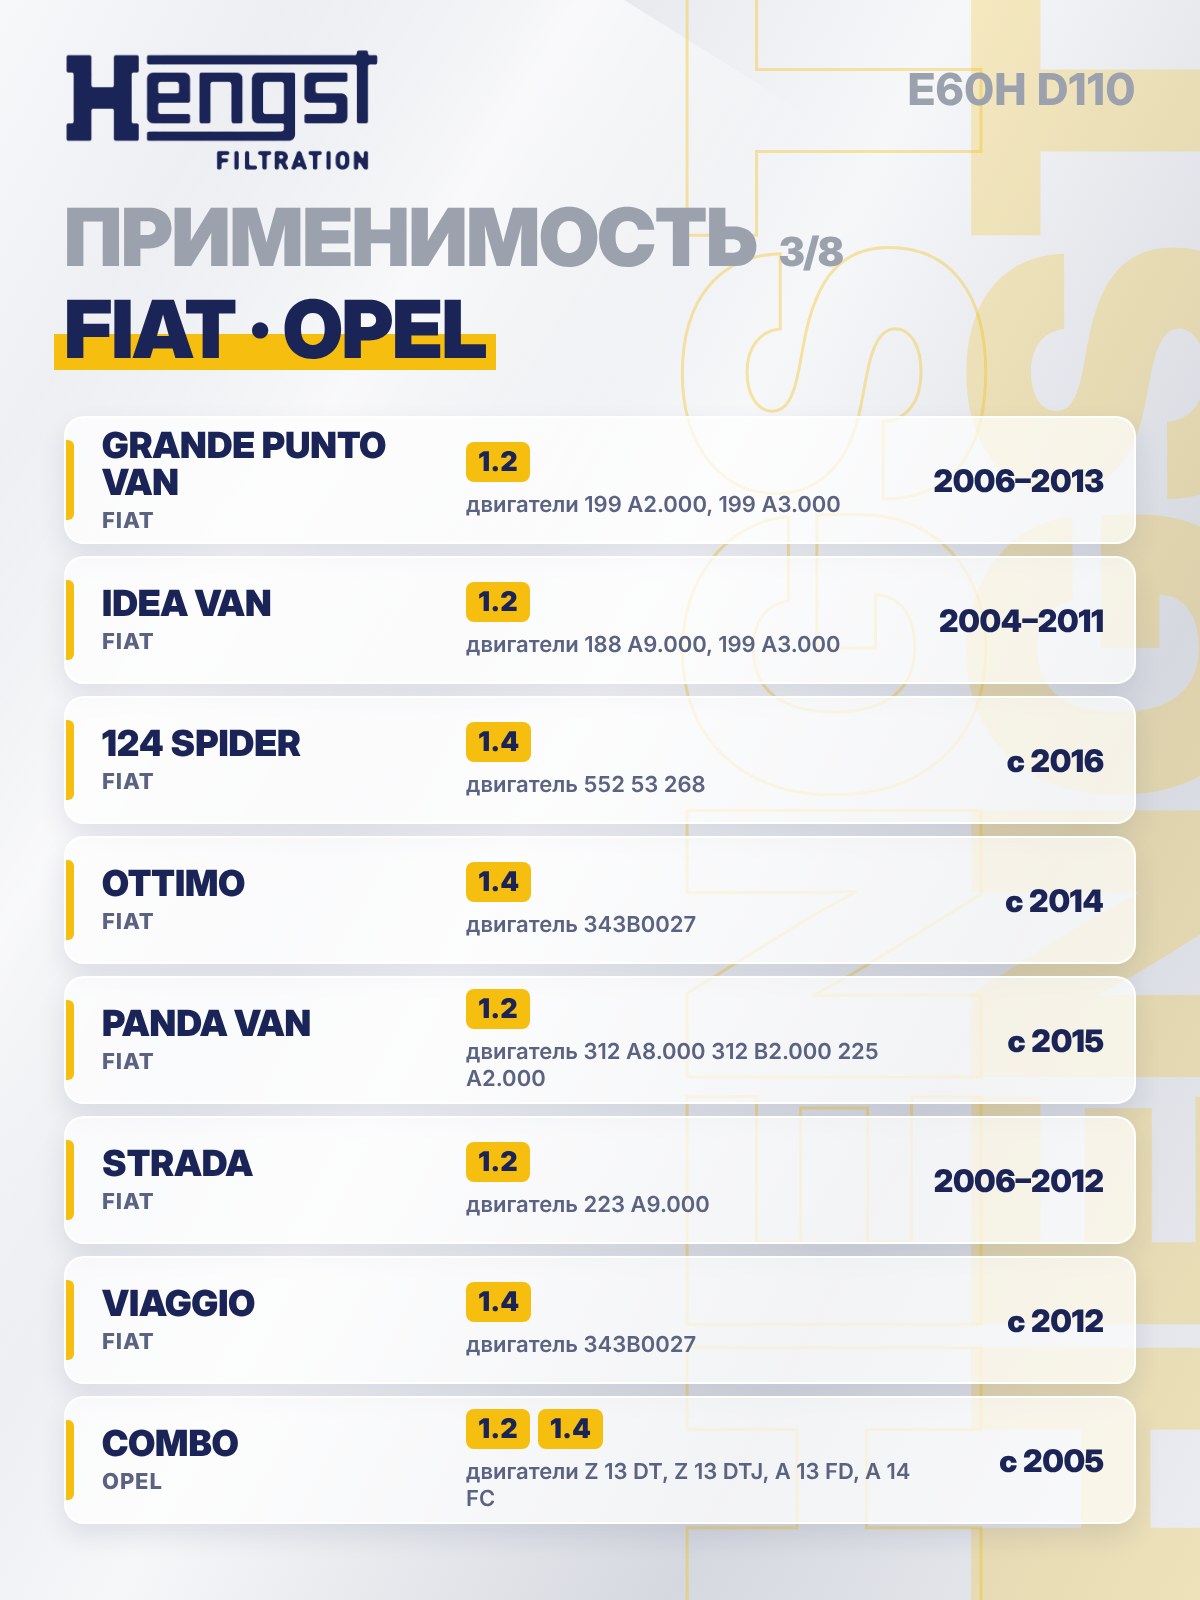 Hengst
FILTRATION
E60H D110
ПРИМЕНИМОСТЬ 3/8
FIAT · OPEL
GRANDE PUNTO
VAN
FIAT
1.2
двигатели 199 A2.000, 199 A3.000
2006–2013
IDEA VAN
FIAT
1.2
двигатели 188 A9.000, 199 A3.000
2004–2011
124 SPIDER
FIAT
1.4
двигатель 552 53 268
с 2016
OTTIMO
FIAT
1.4
двигатель 343B0027
с 2014
PANDA VAN
FIAT
1.2
двигатель 312 A8.000 312 B2.000 225
A2.000
с 2015
STRADA
FIAT
1.2
двигатель 223 A9.000
2006–2012
VIAGGIO
FIAT
1.4
двигатель 343B0027
с 2012
COMBO
OPEL
1.2 1.4
двигатели Z 13 DT, Z 13 DTJ, A 13 FD, A 14
FC
с 2005
HENGST
HENGST